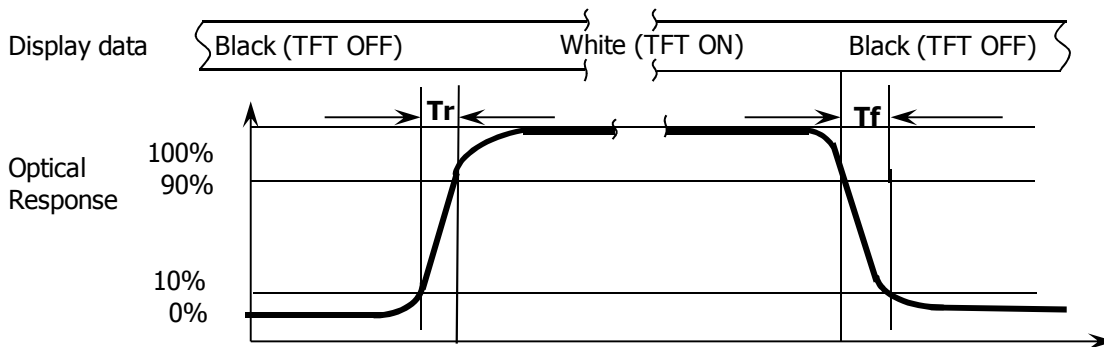 Display data Black (TFT OFF) White (TFT ON) Black (TFT OFF)
Tr Tf
100%
Optical
Response
90%
10%
0%